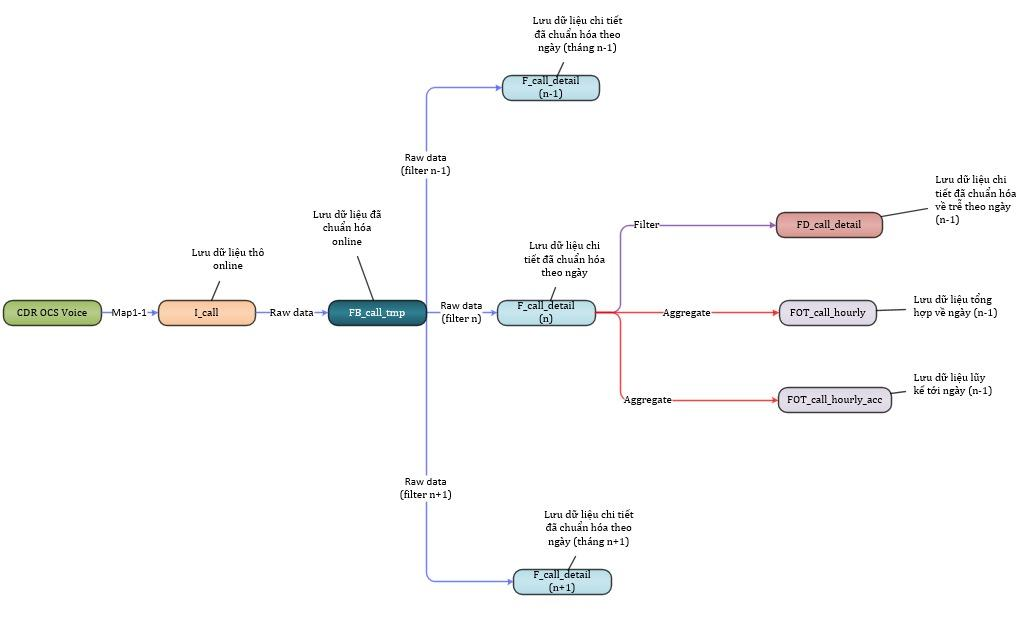 Lưu dữ liệu chi tiết
đã chuẩn hóa theo
ngày (tháng n-1)
F_call_detail
(n-1)
Raw data
(filter n-1)
Lưu dữ liệu chi
tiết đã chuẩn hóa
về trễ theo ngày
(n-1)
Lưu dữ liệu đã
chuẩn hóa
online
Filter
FD_call_detail
Lưu dữ liệu thô
online
Lưu dữ liệu chi
tiết đã chuẩn hóa
theo ngày
CDR OCS Voice
Map1-1
I_call
Raw data
FB_call_tmp
Raw data
(filter n)
F_call_detail
(n)
Aggregate
FOT_call_hourly
Lưu dữ liệu tổng
hợp về ngày (n-1)
Aggregate
FOT_call_hourly_acc
Lưu dữ liệu lũy
kế tới ngày (n-1)
Raw data
(filter n+1)
Lưu dữ liệu chi tiết
đã chuẩn hóa theo
ngày (tháng n+1)
F_call_detail
(n+1)